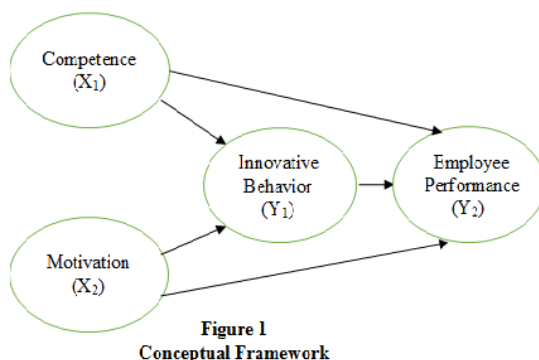 Competence
(X₁)
Innovative
Behavior
(Y₁)
Employee
Performance
(Y₂)
Motivation
(X₂)
Figure 1
Conceptual Framework